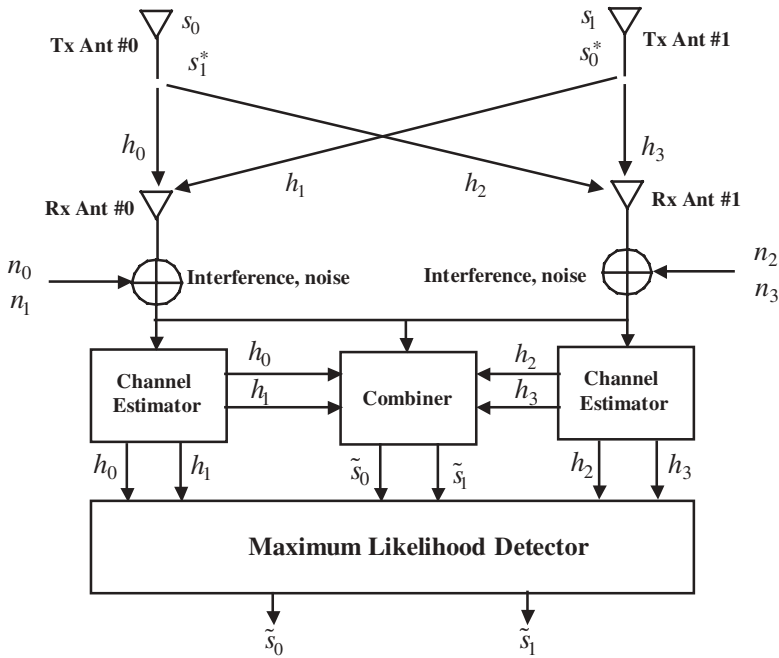 s₀
s₁
Tx Ant #0
Tx Ant #1
s₁*
s₀*
h₀
h₃
h₁
h₂
Rx Ant #0
Rx Ant #1
n₀
Interference, noise
Interference, noise
n₂
n₁
n₃
Channel
Estimator
h₀
h₁
Combiner
h₂
h₃
Channel
Estimator
h₀
h₁
s̃₀
s̃₁
h₂
h₃
Maximum Likelihood Detector
s̃₀
s̃₁